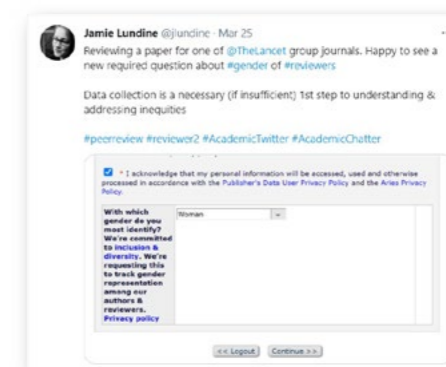 Jamie Lundine @jlundine · Mar 25
Reviewing a paper for one of @TheLancet group journals. Happy to see a
new required question about #gender of #reviewers
Data collection is a necessary (if insufficient) 1st step to understanding &
addressing inequities
#peerreview #reviewer2 #AcademicTwitter #AcademicChatter
* I acknowledge that my personal information will be accessed, used and otherwise
processed in accordance with the Publisher's Data User Privacy Policy and the Aries Privacy
Policy.
With which
gender do you
most identify?
We're committed
to inclusion &
diversity. We're
requesting this
to track gender
representation
among our
authors &
reviewers.
Privacy policy
Woman
<< Logout
Continue >>